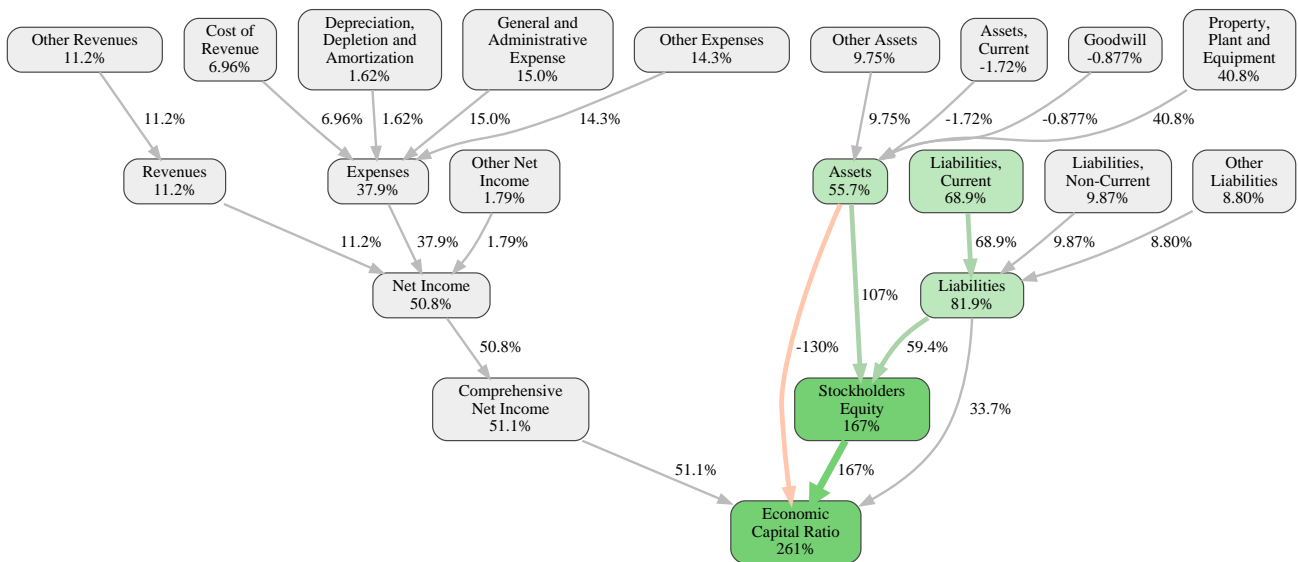 Other Revenues
11.2%
Cost of
Revenue
6.96%
Depreciation,
Depletion and
Amortization
1.62%
General and
Administrative
Expense
15.0%
Other Expenses
14.3%
Other Assets
9.75%
Assets,
Current
-1.72%
Goodwill
-0.877%
Property,
Plant and
Equipment
40.8%
11.2%
6.96%
1.62%
15.0%
14.3%
9.75%
-1.72%
-0.877%
40.8%
Revenues
11.2%
Expenses
37.9%
Other Net
Income
1.79%
Assets
55.7%
Liabilities,
Current
68.9%
Liabilities,
Non-Current
9.87%
Other
Liabilities
8.80%
11.2%
37.9%
1.79%
68.9%
9.87%
8.80%
Net Income
50.8%
107%
Liabilities
81.9%
50.8%
-130%
59.4%
Comprehensive
Net Income
51.1%
Stockholders
Equity
167%
33.7%
51.1%
167%
Economic
Capital Ratio
261%